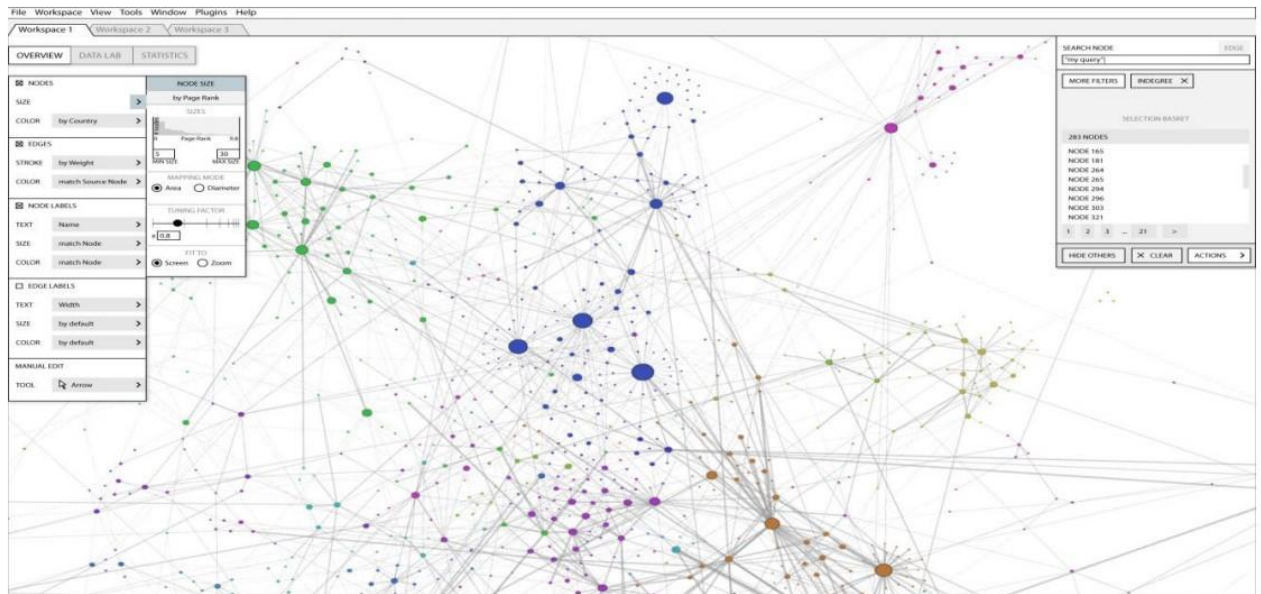 File Workspace View Tools Window Plugins Help
Workspace 1 Workspace 2 Workspace 3
OVERVIEW DATA LAB STATISTICS
NODES
SIZE >
COLOR by Country >
EDGES
STROKE by Weight >
COLOR match Source Node >
NODE LABELS
TEXT Name >
SIZE match Node >
COLOR match Node >
EDGE LABELS
TEXT Width >
SIZE by default >
COLOR by default >
MANUAL EDIT
TOOL Arrow >
NODE SIZE
by Page Rank
SIZES
0 Page Rank 9.8
5 30
MIN SIZE MAX SIZE
MAPPING MODE
Area Diameter
TUNING FACTOR
0.8
FIT TO
Screen Zoom
SEARCH NODE EDGE
"my query"
MORE FILTERS INDEGREE X
SELECTION BASKET
283 NODES
NODE 165
NODE 181
NODE 264
NODE 265
NODE 294
NODE 296
NODE 303
NODE 321
1 2 3 ... 21 >
HIDE OTHERS X CLEAR ACTIONS >